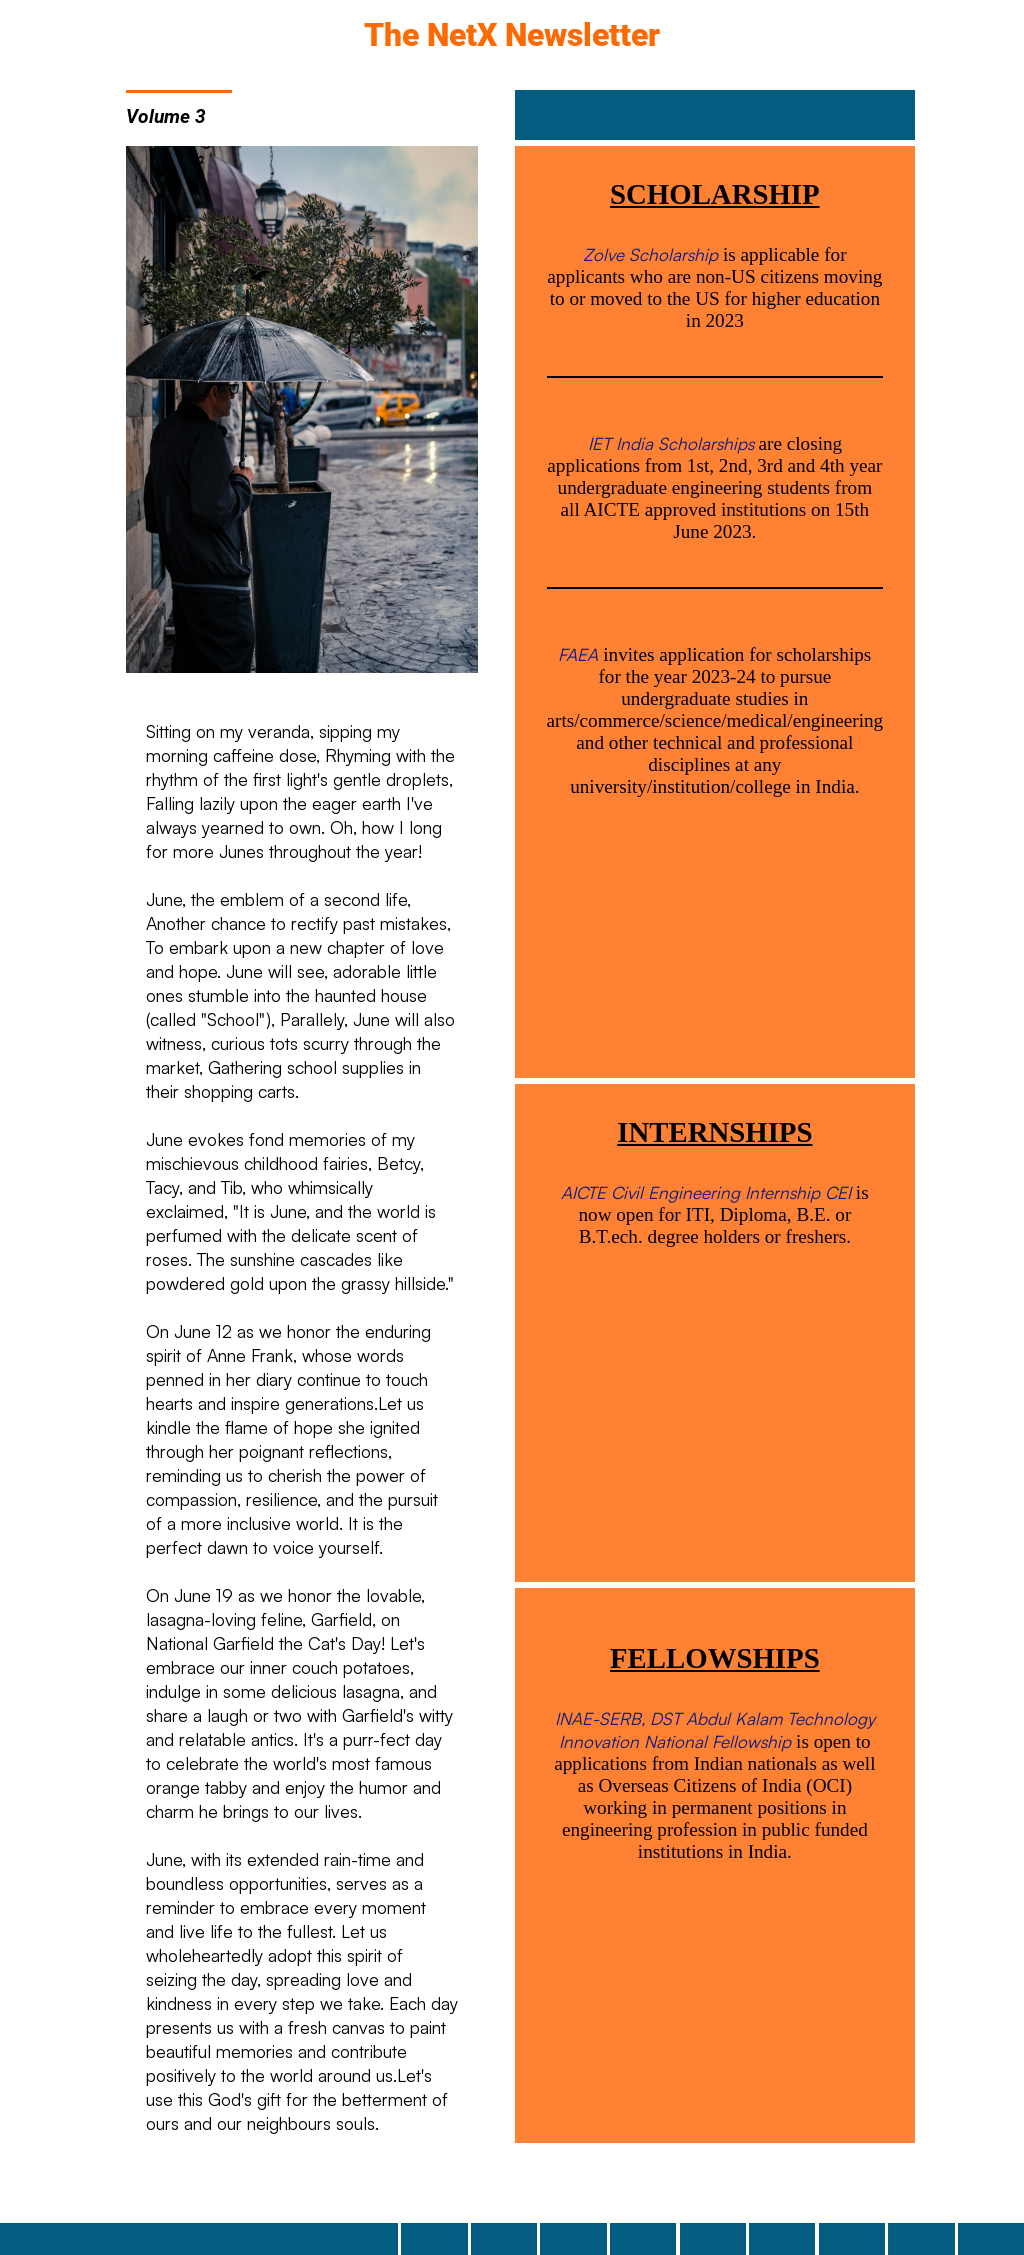 The NetX Newsletter
Volume 3
Sitting on my veranda, sipping my
morning caffeine dose, Rhyming with the
rhythm of the first light's gentle droplets,
Falling lazily upon the eager earth I've
always yearned to own. Oh, how I long
for more Junes throughout the year!
June, the emblem of a second life,
Another chance to rectify past mistakes,
To embark upon a new chapter of love
and hope. June will see, adorable little
ones stumble into the haunted house
(called "School"), Parallely, June will also
witness, curious tots scurry through the
market, Gathering school supplies in
their shopping carts.
June evokes fond memories of my
mischievous childhood fairies, Betcy,
Tacy, and Tib, who whimsically
exclaimed, "It is June, and the world is
perfumed with the delicate scent of
roses. The sunshine cascades like
powdered gold upon the grassy hillside."
On June 12 as we honor the enduring
spirit of Anne Frank, whose words
penned in her diary continue to touch
hearts and inspire generations.Let us
kindle the flame of hope she ignited
through her poignant reflections,
reminding us to cherish the power of
compassion, resilience, and the pursuit
of a more inclusive world. It is the
perfect dawn to voice yourself.
On June 19 as we honor the lovable,
lasagna-loving feline, Garfield, on
National Garfield the Cat's Day! Let's
embrace our inner couch potatoes,
indulge in some delicious lasagna, and
share a laugh or two with Garfield's witty
and relatable antics. It's a purr-fect day
to celebrate the world's most famous
orange tabby and enjoy the humor and
charm he brings to our lives.
June, with its extended rain-time and
boundless opportunities, serves as a
reminder to embrace every moment
and live life to the fullest. Let us
wholeheartedly adopt this spirit of
seizing the day, spreading love and
kindness in every step we take. Each day
presents us with a fresh canvas to paint
beautiful memories and contribute
positively to the world around us.Let's
use this God's gift for the betterment of
ours and our neighbours souls.
SCHOLARSHIP
Zolve Scholarship is applicable for
applicants who are non-US citizens moving
to or moved to the US for higher education
in 2023
IET India Scholarships are closing
applications from 1st, 2nd, 3rd and 4th year
undergraduate engineering students from
all AICTE approved institutions on 15th
June 2023.
FAEA invites application for scholarships
for the year 2023-24 to pursue
undergraduate studies in
arts/commerce/science/medical/engineering
and other technical and professional
disciplines at any
university/institution/college in India.
INTERNSHIPS
AICTE Civil Engineering Internship CEI is
now open for ITI, Diploma, B.E. or
B.T.ech. degree holders or freshers.
FELLOWSHIPS
INAE-SERB, DST Abdul Kalam Technology
Innovation National Fellowship is open to
applications from Indian nationals as well
as Overseas Citizens of India (OCI)
working in permanent positions in
engineering profession in public funded
institutions in India.